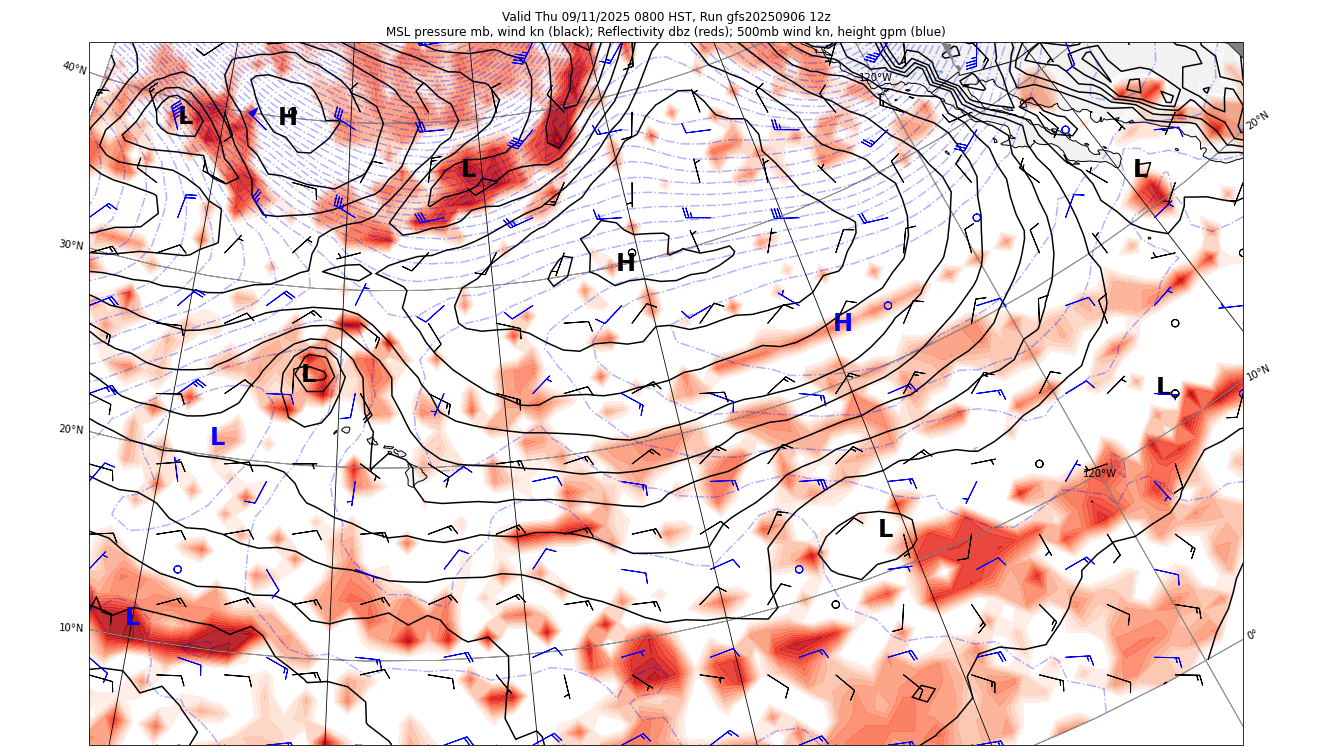 Valid Thu 09/11/2025 0800 HST, Run gfs20250906 12z
MSL pressure mb, wind kn (black); Reflectivity dbz (reds); 500mb wind kn, height gpm (blue)
40°N
120°W
L
H
20°N
L
L
30°N
H
H
L
10°N
L
20°N
L
120°W
L
L
10°N
0°